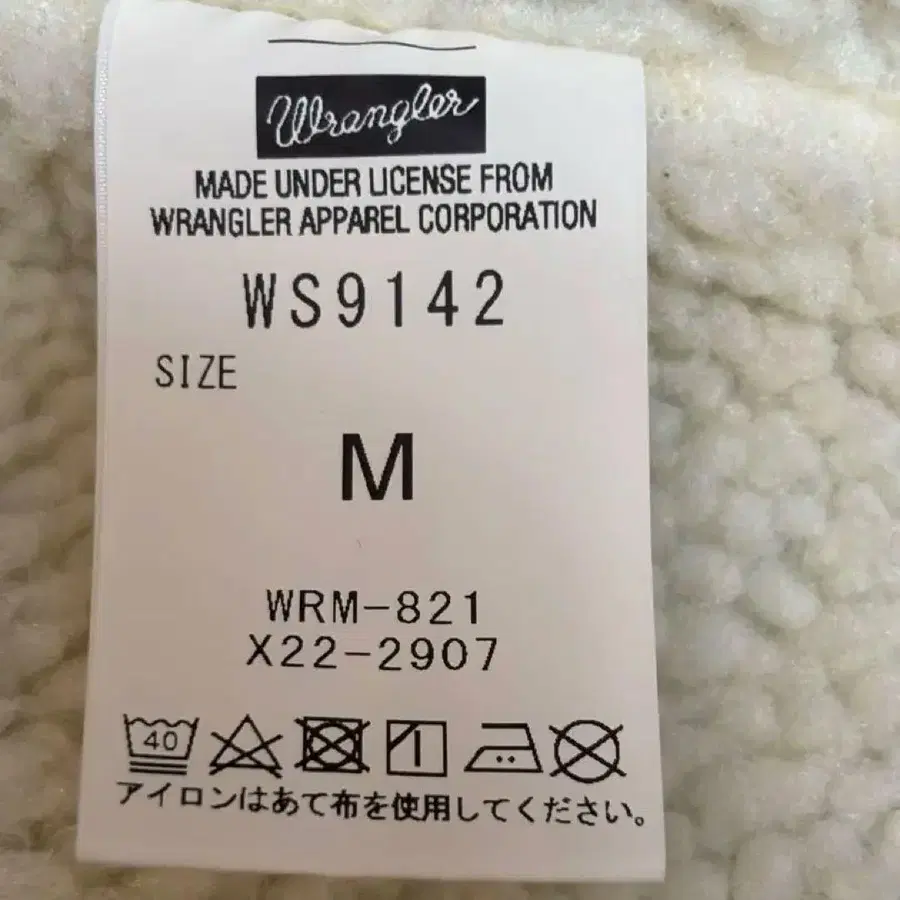 Wrangler
MADE UNDER LICENSE FROM
WRANGLER APPAREL CORPORATION
WS9142
SIZE
M
WRM-821
X22-2907
40
アイロンはあて布を使用してください。